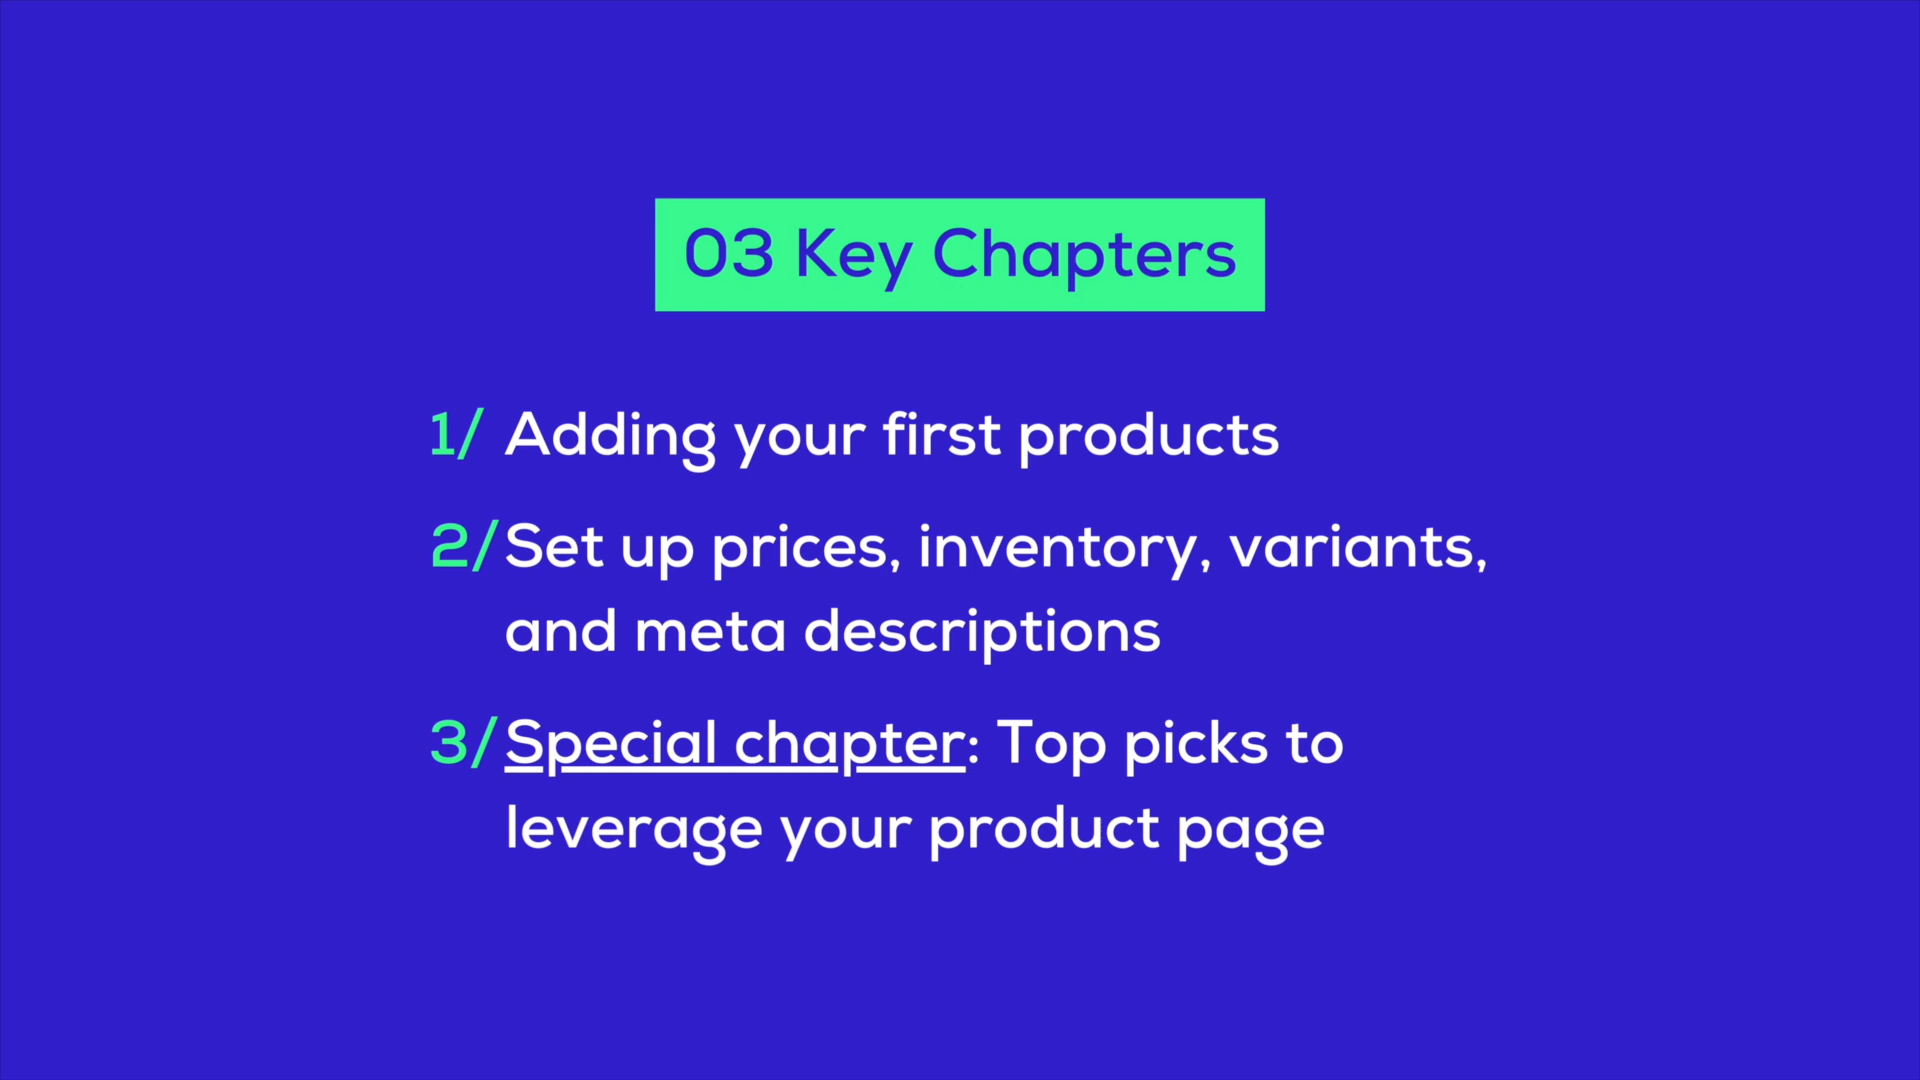 03 Key Chapters
1/ Adding your first products
2/ Set up prices, inventory, variants,
and meta descriptions
3/ Special chapter: Top picks to
leverage your product page